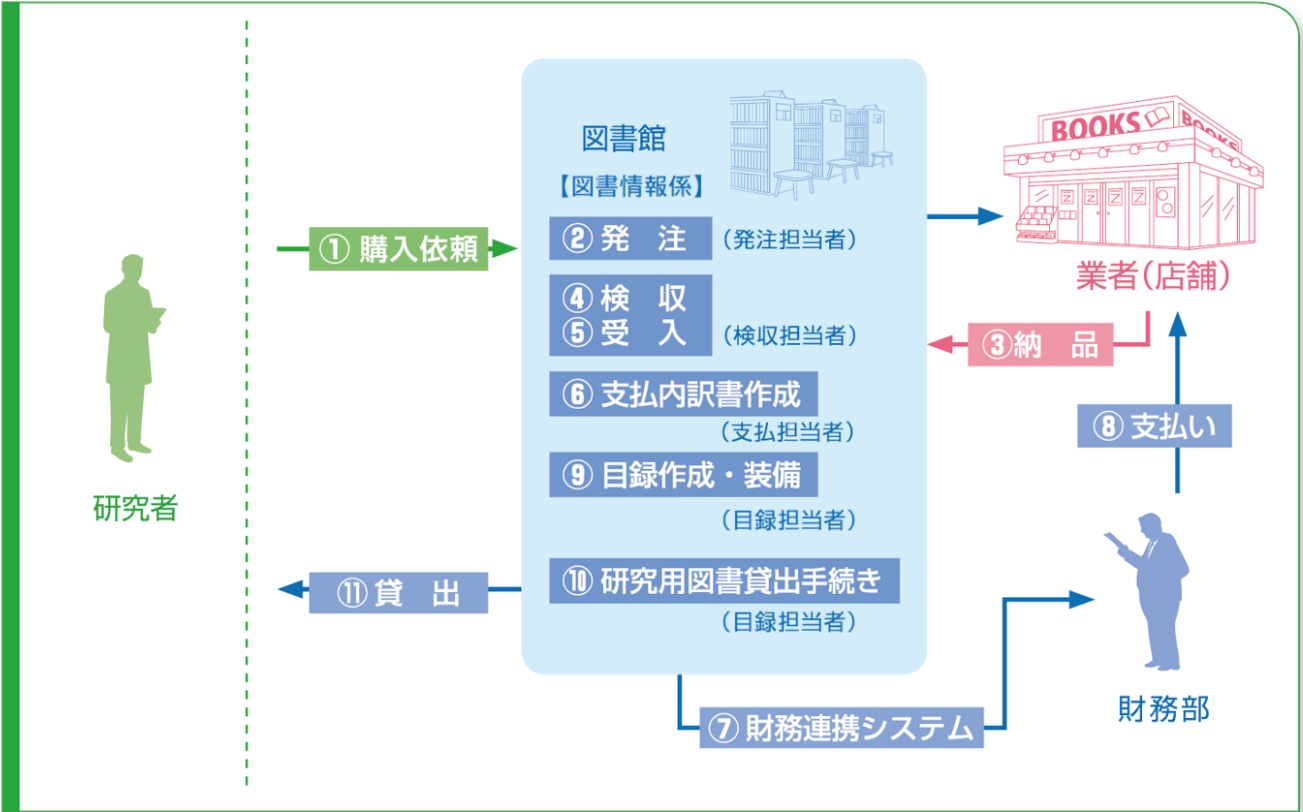 図書館
【図書情報係】
① 購入依頼
② 発　注
（発注担当者）
④ 検　収
⑤ 受　入
（検収担当者）
⑥ 支払内訳書作成
（支払担当者）
⑨ 目録作成・装備
（目録担当者）
⑩ 研究用図書貸出手続き
（目録担当者）
⑪ 貸　出
研究者
BOOKS
BOOKS
業者（店舗）
③納　品
⑧ 支払い
財務部
⑦ 財務連携システム